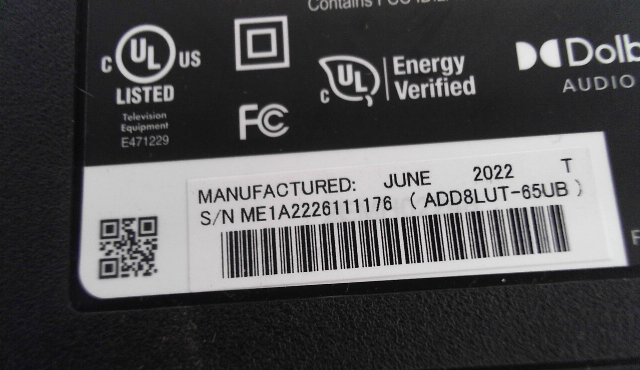 Contains FCC ID:
C UL US
LISTED
Television
Equipment
E471229
FC
C UL
Energy
Verified
Dolb
AUDIO
MANUFACTURED: JUNE 2022 T
S/N ME1A2226111176 ( ADD8LUT-65UB )